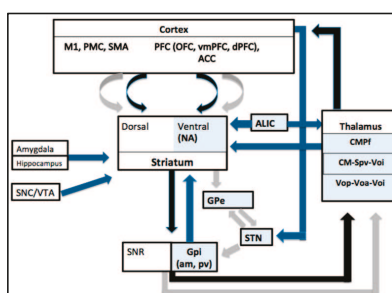 Cortex
M1, PMC, SMA PFC (OFC, vmPFC, dPFC),
ACC
Dorsal Ventral
(NA)
Striatum
ALIC
Thalamus
CMPf
CM-Spv-Voi
Vop-Voa-Voi
Amygdala
Hippocampus
SNC/VTA
GPe
STN
SNR Gpi
(am, pv)